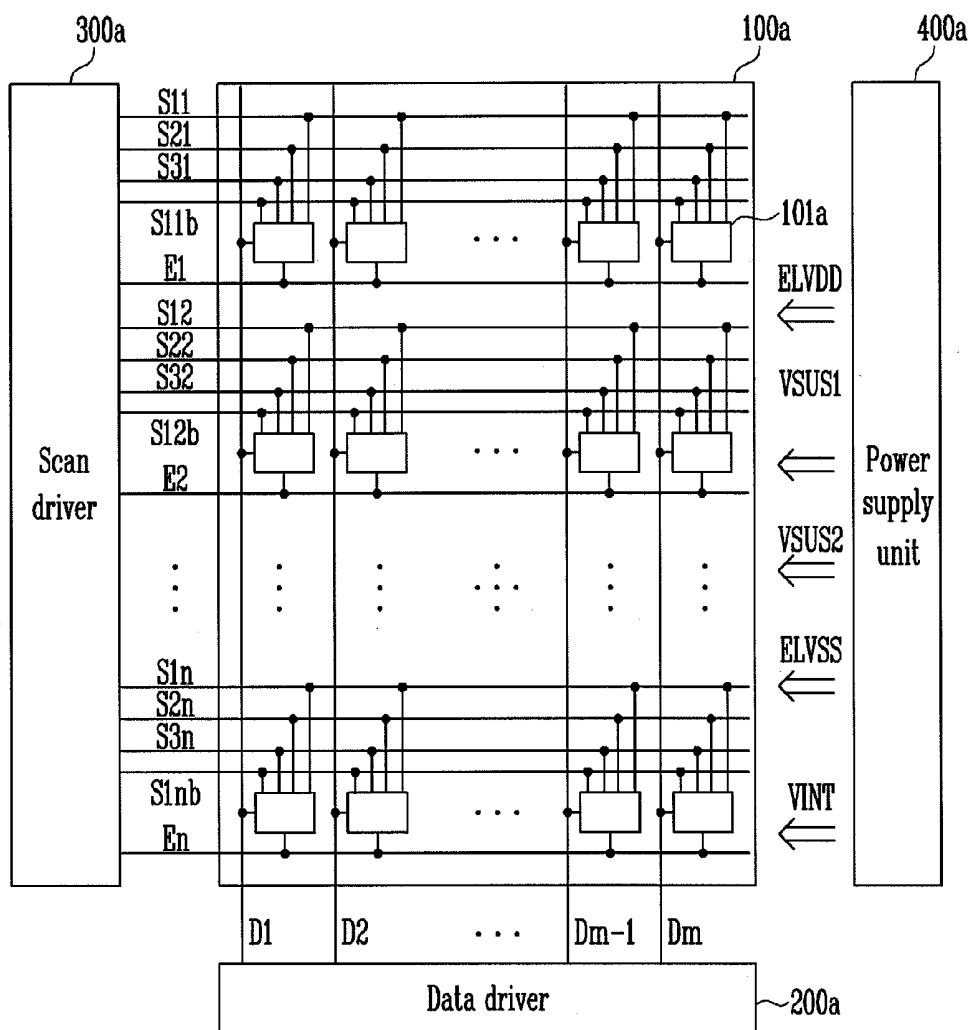 300a
100a
400a
S11
S21
S31
S11b
101a
E1
ELVDD
S12
S22
VSUS1
S32
S12b
Scan
driver
Power
supply
unit
E2
VSUS2
ELVSS
S1n
S2n
S3n
S1nb
VINT
En
D1
D2
Dm-1
Dm
Data driver
200a